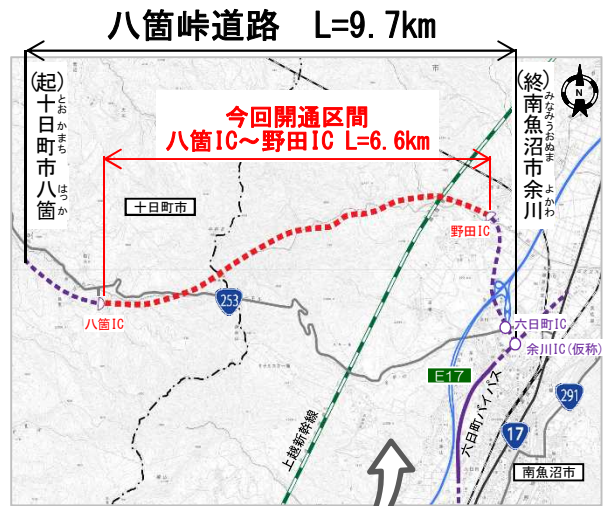 八箇峠道路 L=9.7km
(起)十日町市八箇
とおかまち
はっか
今回開通区間
八箇IC~野田IC L=6.6km
(終)南魚沼市余川
みなみうおぬま
よかわ
N
十日町市
野田IC
253
八箇IC
六日町IC
余川IC(仮称)
E17
上越新幹線
六日町バイパス
291
17
南魚沼市